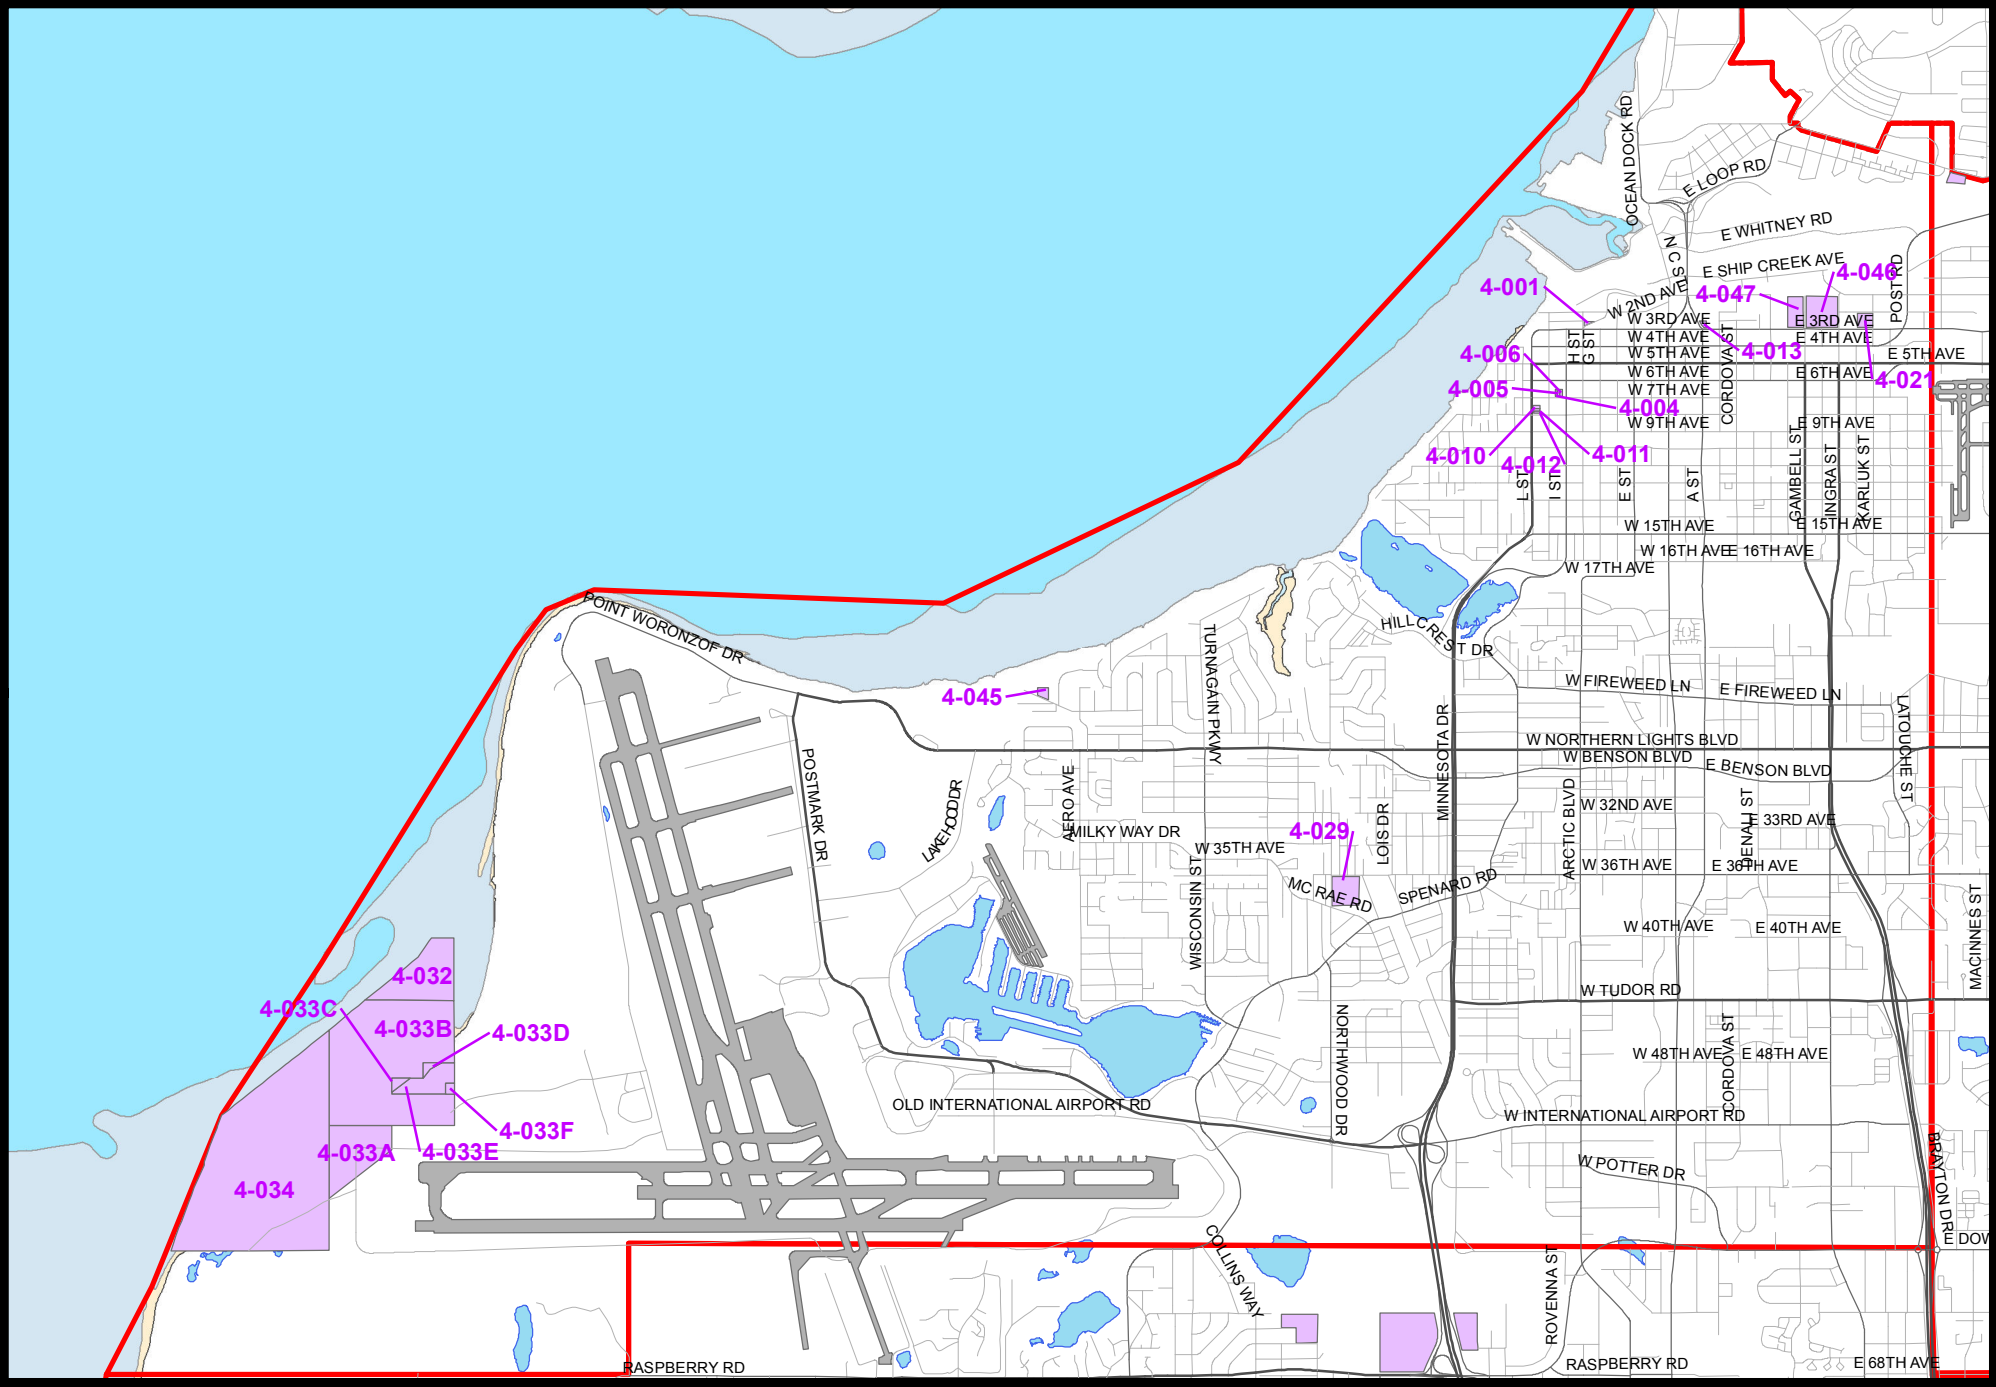 OCEAN DOCK RD
E LOOP RD
E WHITNEY RD
N C ST
E SHIP CREEK AVE
POST RD
4-046
4-001
4-047
W 2ND AVE
W 3RD AVE
E 3RD AVE
H ST
G ST
W 4TH AVE
E 4TH AVE
4-006
W 5TH AVE
CORDOVA ST
4-013
E 5TH AVE
W 6TH AVE
E 6TH AVE
4-021
4-005
W 7TH AVE
4-004
W 9TH AVE
E 9TH AVE
4-010
4-012
4-011
L ST
I ST
E ST
A ST
GAMBELL ST
INGRA ST
KARLUK ST
W 15TH AVE
E 15TH AVE
W 16TH AVE
E 16TH AVE
W 17TH AVE
POINT WORONZOF DR
HILLCREST DR
TURNAGAIN PKWY
4-045
W FIREWEED LN
E FIREWEED LN
LATOUCHE ST
MINNESOTA DR
W NORTHERN LIGHTS BLVD
W BENSON BLVD
E BENSON BLVD
POSTMARK DR
LAKEHOOD DR
AERO AVE
MILKY WAY DR
4-029
LOIS DR
ARCTIC BLVD
W 32ND AVE
DENALI ST
E 33RD AVE
W 35TH AVE
W 36TH AVE
E 36TH AVE
WISCONSIN ST
MC RAE RD
SPENARD RD
W 40TH AVE
E 40TH AVE
MACINNES ST
4-032
W TUDOR RD
4-033C
4-033B
4-033D
NORTHWOOD DR
CORDOVA ST
W 48TH AVE
E 48TH AVE
OLD INTERNATIONAL AIRPORT RD
W INTERNATIONAL AIRPORT RD
4-033F
4-033A
4-033E
W POTTER DR
BRAYTON DR
4-034
COLLINS WAY
E DOW
ROVENNA ST
RASPBERRY RD
RASPBERRY RD
E 68TH AVE